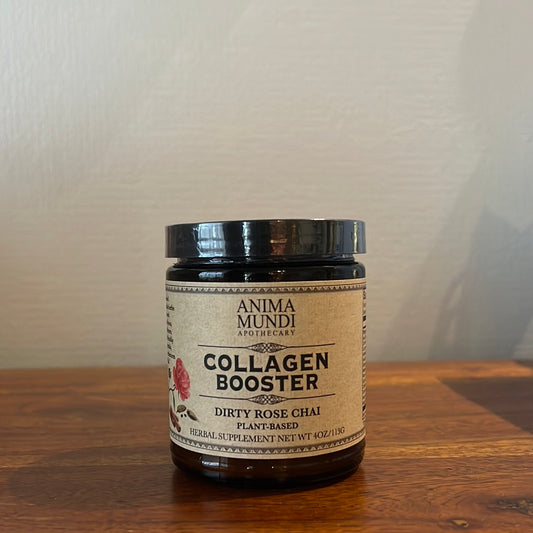 ANIMA
MUNDI
APOTHECARY
COLLAGEN
BOOSTER
DIRTY ROSE CHAI
PLANT-BASED
HERBAL SUPPLEMENT NET WT 4OZ/113G